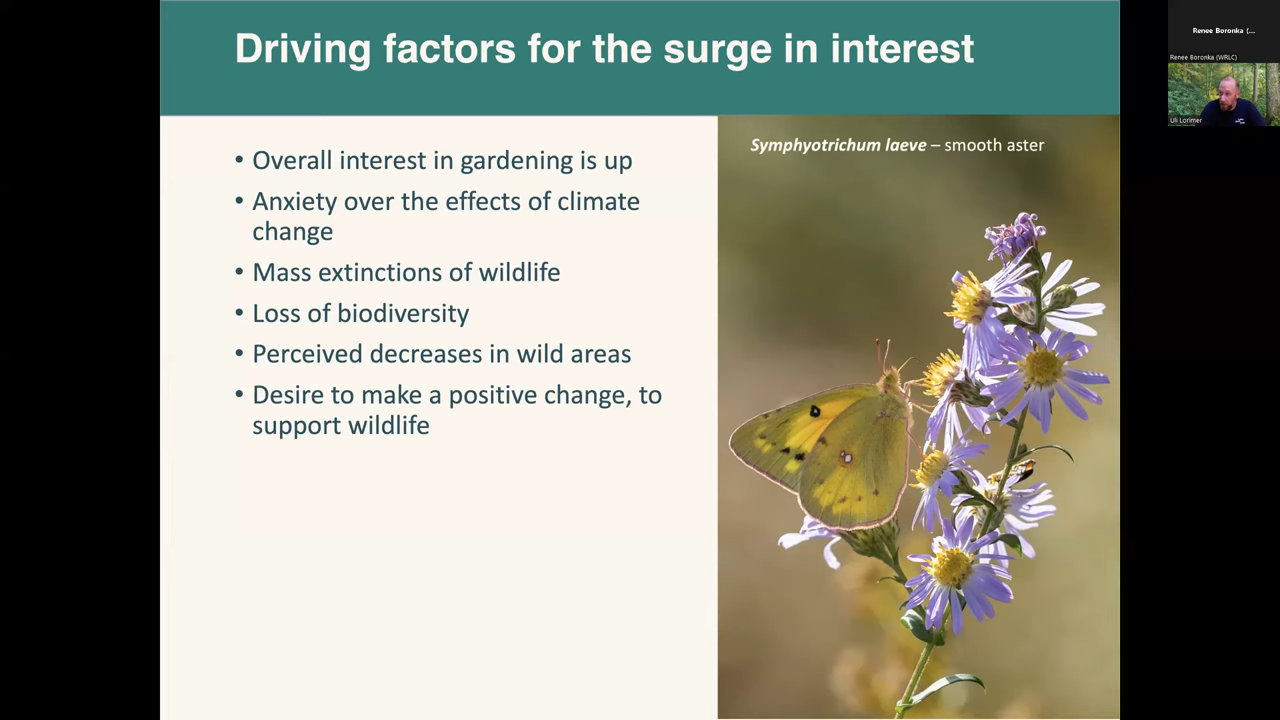 Driving factors for the surge in interest
• Overall interest in gardening is up
• Anxiety over the effects of climate
change
• Mass extinctions of wildlife
• Loss of biodiversity
• Perceived decreases in wild areas
• Desire to make a positive change, to
support wildlife
Symphyotrichum laeve – smooth aster
Renee Boronka (...
Renee Boronka (WRLC)
Uli Lorimer